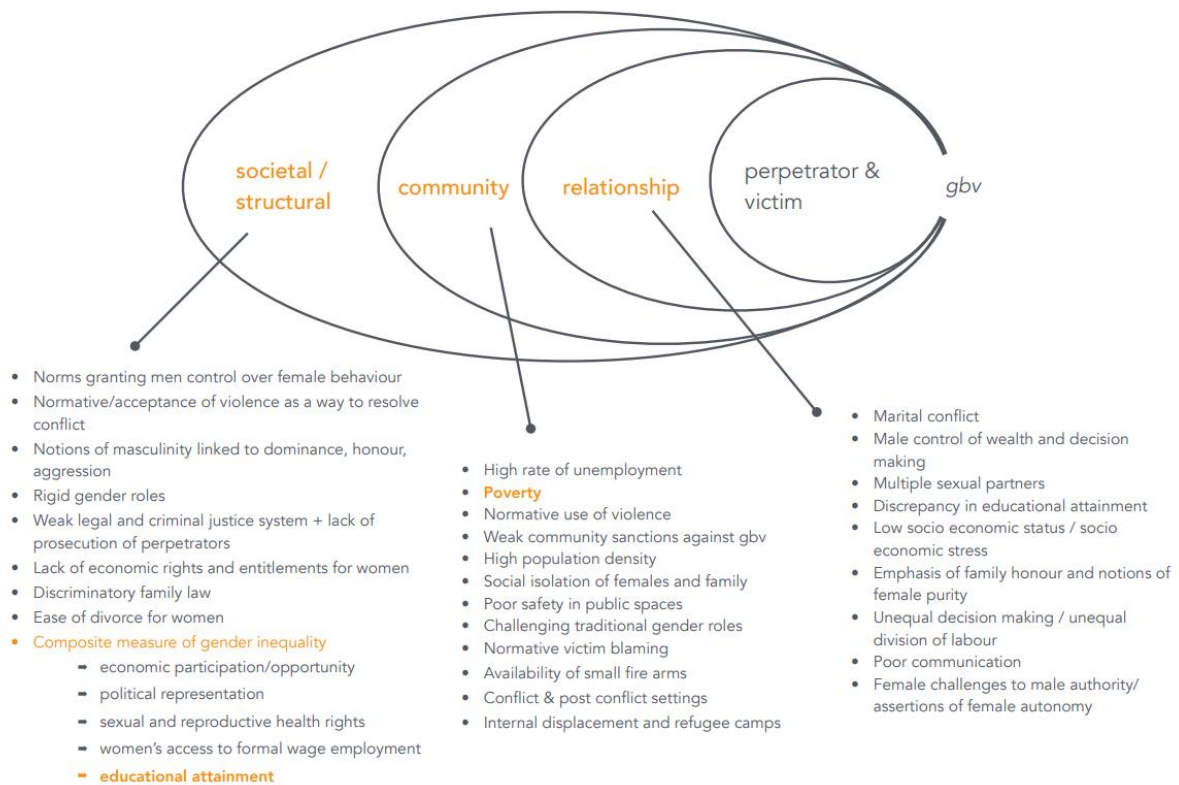 societal /
structural
community
relationship
perpetrator &
victim
gbv
• Norms granting men control over female behaviour
• Normative/acceptance of violence as a way to resolve
conflict
• Notions of masculinity linked to dominance, honour,
aggression
• Rigid gender roles
• Weak legal and criminal justice system + lack of
prosecution of perpetrators
• Lack of economic rights and entitlements for women
• Discriminatory family law
• Ease of divorce for women
• Composite measure of gender inequality
➡ economic participation/opportunity
➡ political representation
➡ sexual and reproductive health rights
➡ women's access to formal wage employment
➡ educational attainment
• High rate of unemployment
• Poverty
• Normative use of violence
• Weak community sanctions against gbv
• High population density
• Social isolation of females and family
• Poor safety in public spaces
• Challenging traditional gender roles
• Normative victim blaming
• Availability of small fire arms
• Conflict & post conflict settings
• Internal displacement and refugee camps
• Marital conflict
• Male control of wealth and decision
making
• Multiple sexual partners
• Discrepancy in educational attainment
• Low socio economic status / socio
economic stress
• Emphasis of family honour and notions of
female purity
• Unequal decision making / unequal
division of labour
• Poor communication
• Female challenges to male authority/
assertions of female autonomy